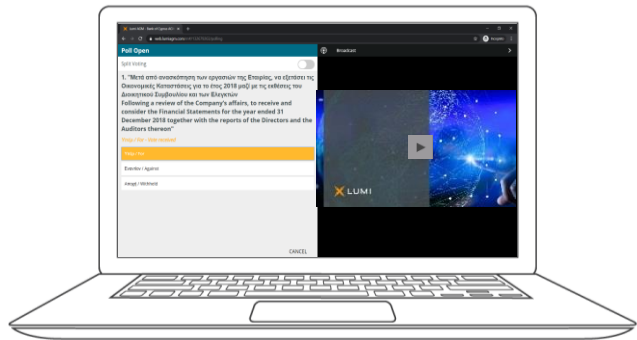 Poll Open
Broadcast
Split Voting
1. "Μετά από ανασκόπηση των εργασιών της Εταιρίας, να εξετάσει τις
Οικονομικές Καταστάσεις για το έτος 2018 μαζί με τις εκθέσεις του
Διοικητικού Συμβουλίου και των Ελεγκτών
Following a review of the Company's affairs, to receive and
consider the Financial Statements for the year ended 31
December 2018 together with the reports of the Directors and the
Auditors thereon"
Εναντίον / Against
Αποχή / Withheld
LUMI
CANCEL